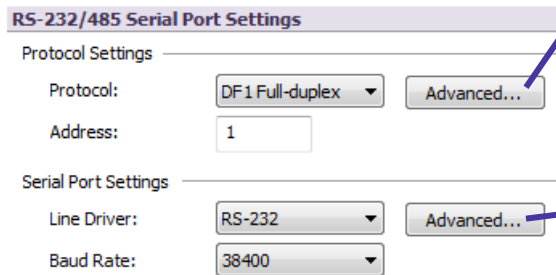 RS-232/485 Serial Port Settings
Protocol Settings
Protocol: DF1 Full-duplex Advanced...
Address: 1
Serial Port Settings
Line Driver: RS-232 Advanced...
Baud Rate: 38400